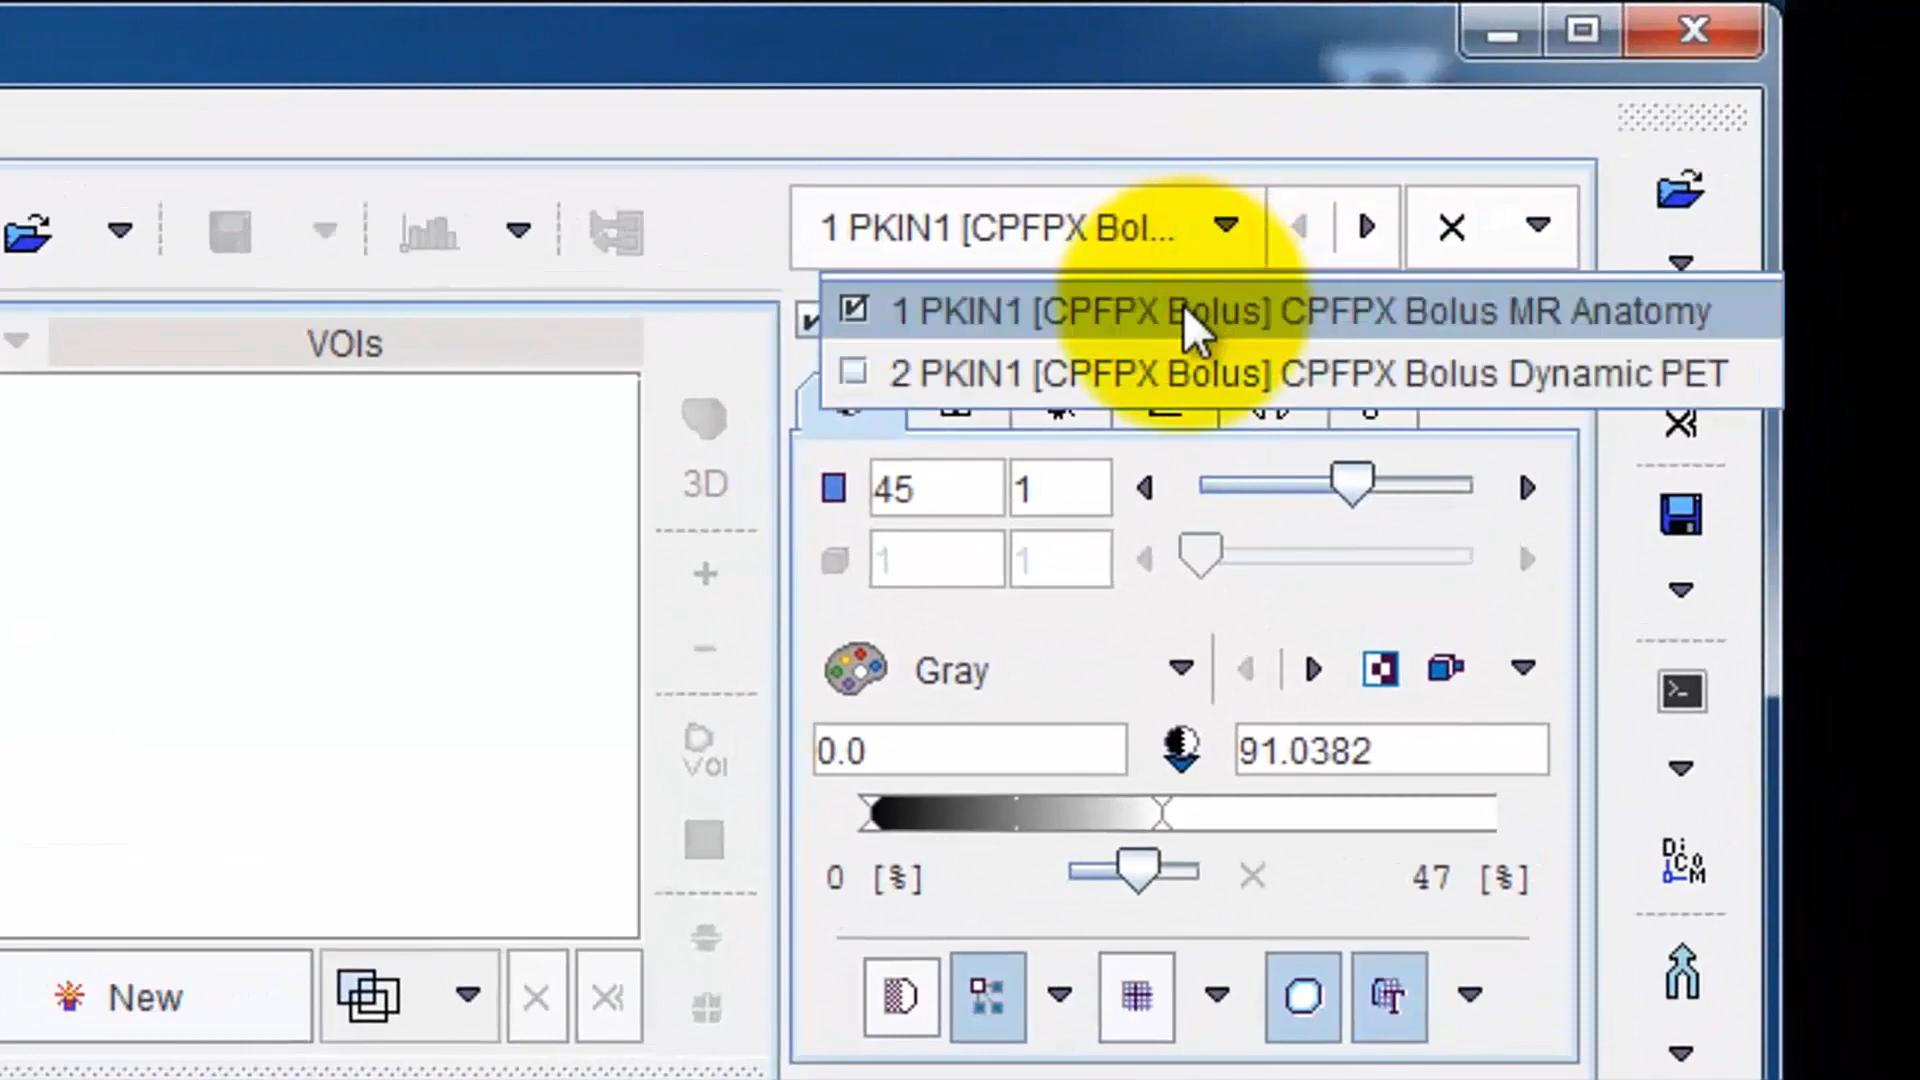 1 PKIN1 [CPFPX Bol...
1 PKIN1 [CPFPX Bolus] CPFPX Bolus MR Anatomy
2 PKIN1 [CPFPX Bolus] CPFPX Bolus Dynamic PET
VOIs
3D
45
1
1
1
Gray
D
VOI
0.0
91.0382
DiCOM
0 [%]
47 [%]
New